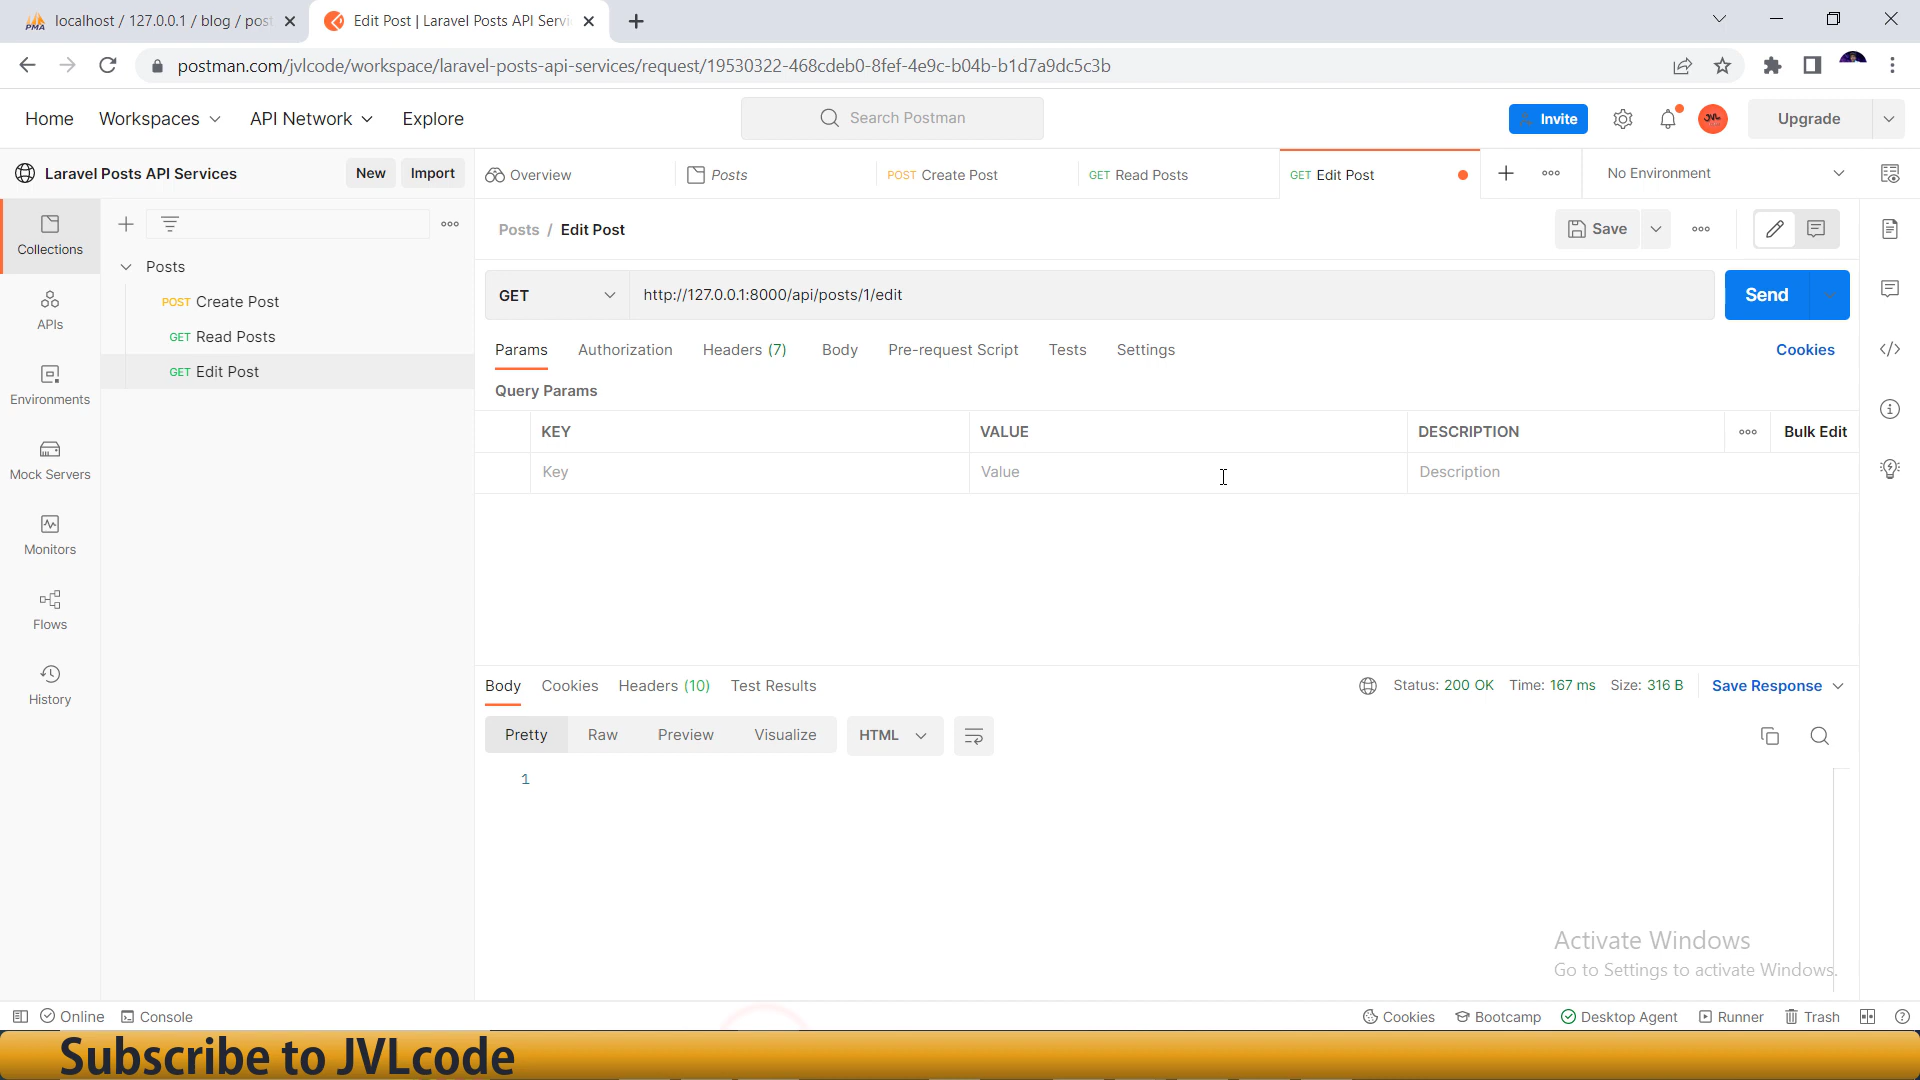 localhost / 127.0.0.1 / blog / post
Edit Post | Laravel Posts API Servi
postman.com/jvlcode/workspace/laravel-posts-api-services/request/19530322-468cdeb0-8fef-4e9c-b04b-b1d7a9dc5c3b
Home Workspaces API Network Explore
Search Postman
Invite
Upgrade
Laravel Posts API Services
New Import
Overview
Posts
POST Create Post
GET Read Posts
GET Edit Post
No Environment
Collections
APIs
Environments
Mock Servers
Monitors
Flows
History
Posts
POST Create Post
GET Read Posts
GET Edit Post
Posts / Edit Post
Save
GET
http://127.0.0.1:8000/api/posts/1/edit
Send
Params Authorization Headers (7) Body Pre-request Script Tests Settings
Cookies
Query Params
KEY VALUE DESCRIPTION
Bulk Edit
Key Value Description
Body Cookies Headers (10) Test Results
Status: 200 OK Time: 167 ms Size: 316 B
Save Response
Pretty Raw Preview Visualize
HTML
1
Activate Windows
Go to Settings to activate Windows.
Online Console
Cookies Bootcamp Desktop Agent Runner Trash
Subscribe to JVLcode